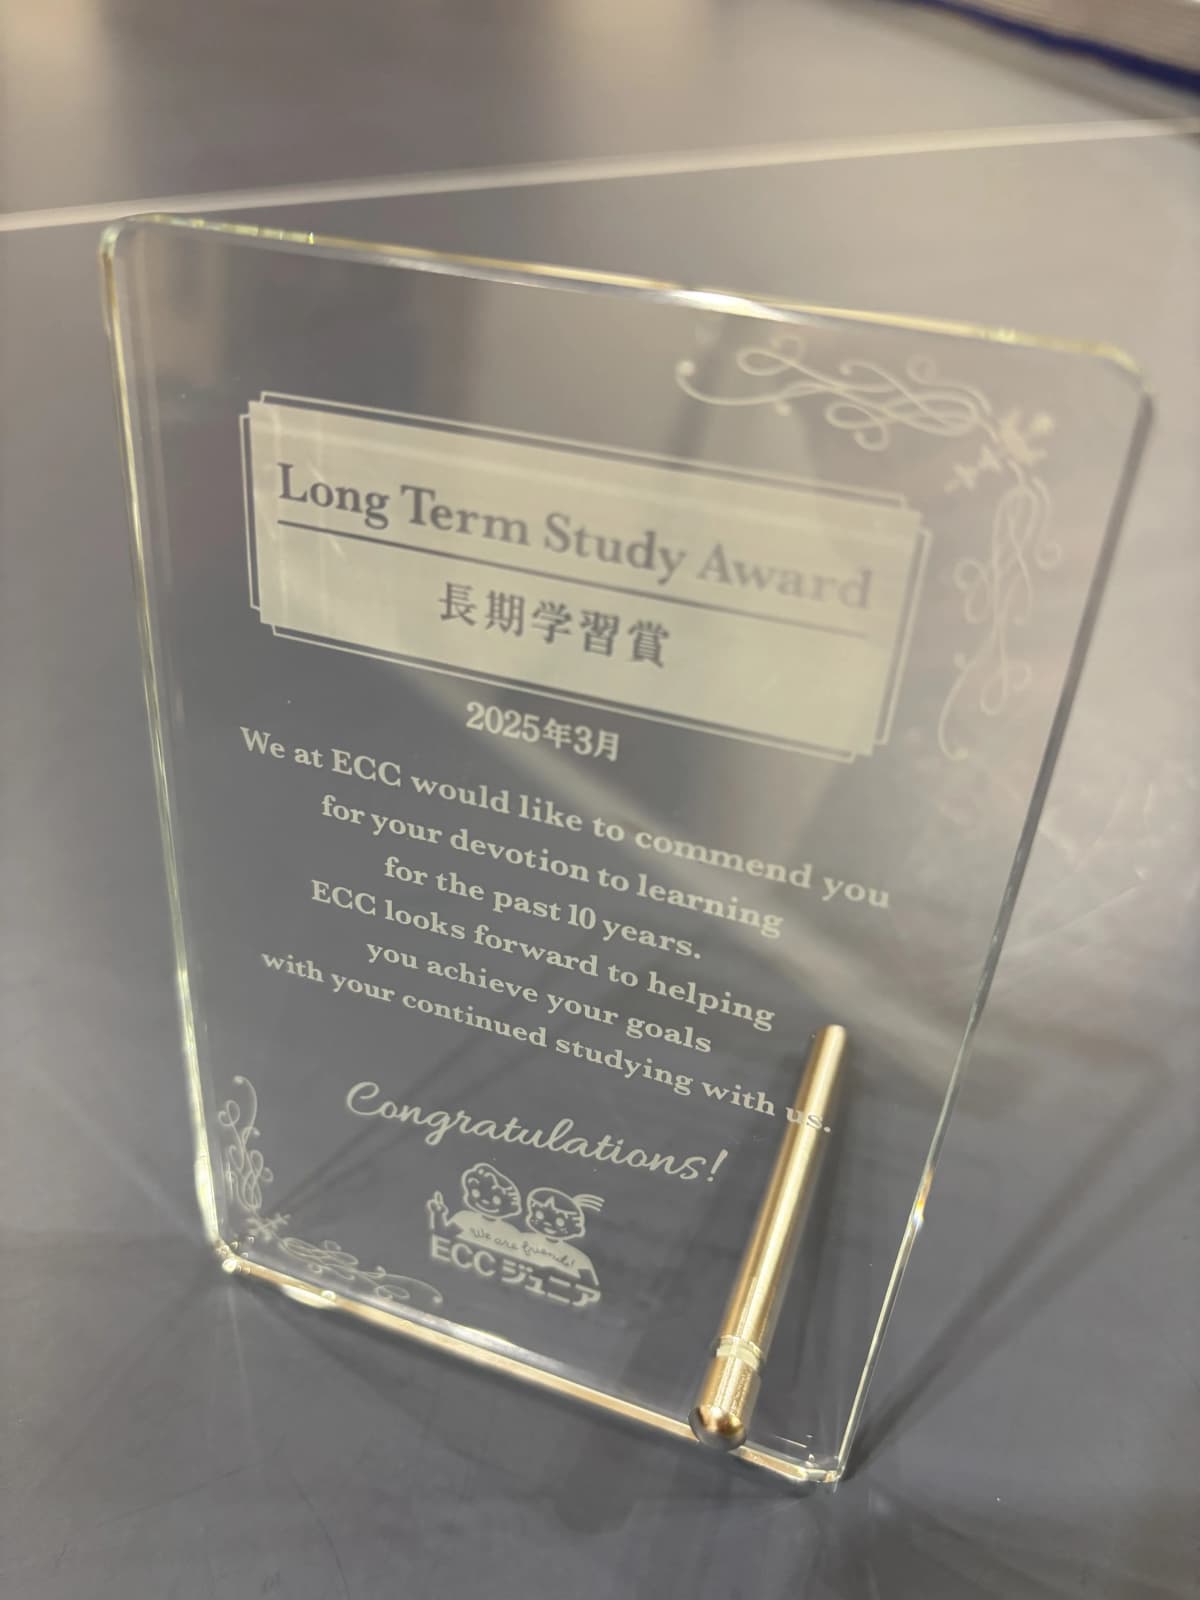 Long Term Study Award
長期学習賞
2025年3月
We at ECC would like to commend you
for your devotion to learning
for the past 10 years.
ECC looks forward to helping
you achieve your goals
with your continued studying with us.
Congratulations!
We are friends!
ECCジュニア